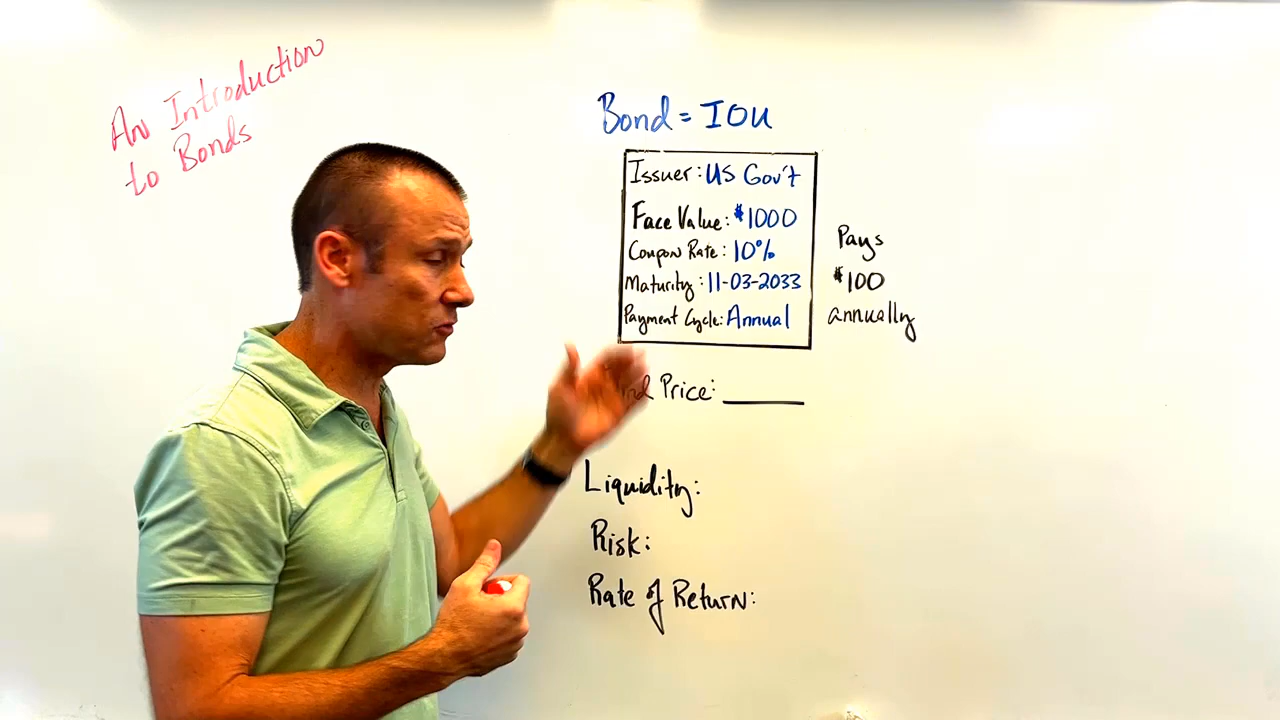 An Introduction
to Bonds
Bond = IOU
Issuer: US Gov't
Face Value: $1000
Coupon Rate: 10%
Maturity: 11-03-2033
Payment Cycle: Annual
Pays
$100
annually
Price: ______
Liquidity:
Risk:
Rate of Return: